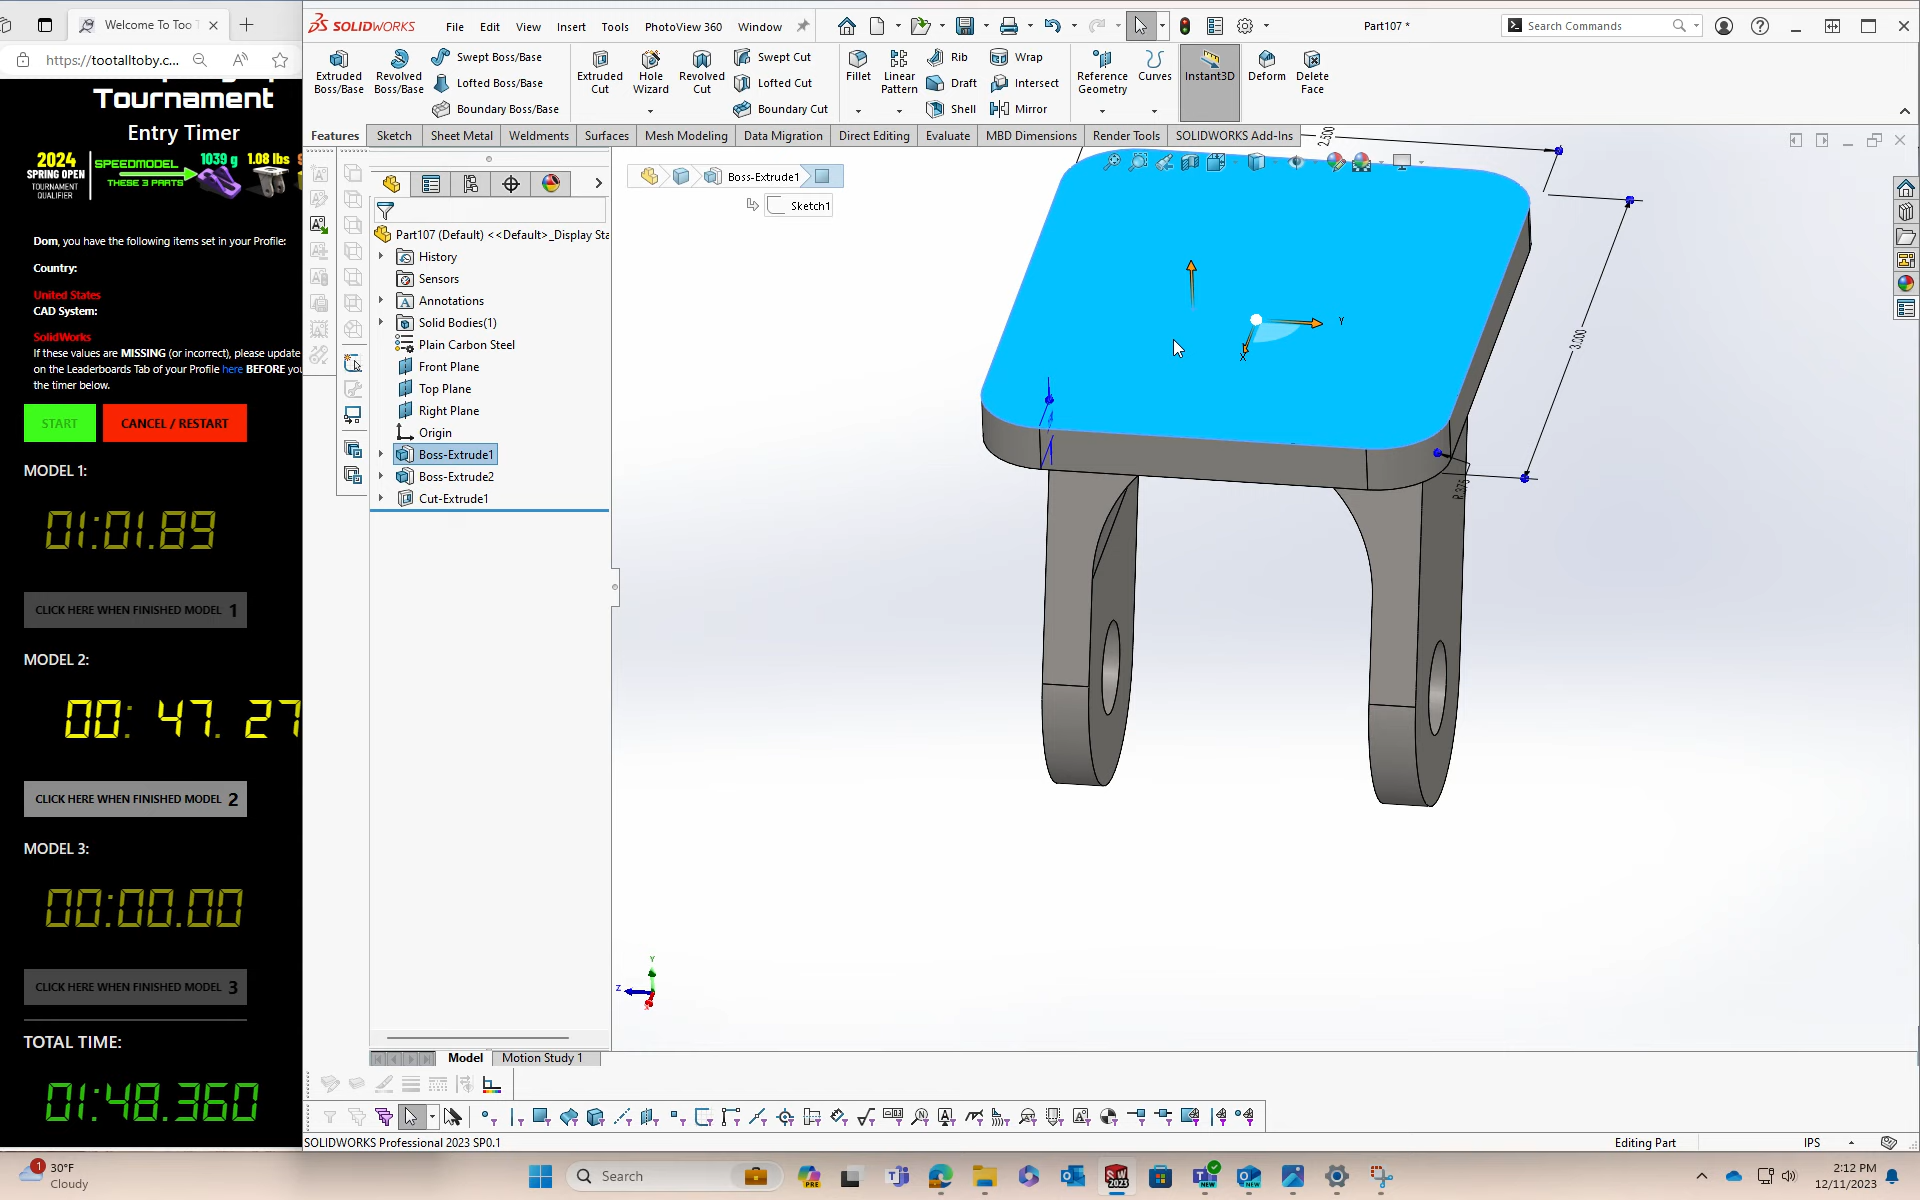 Welcome To Too T
https://tootalltoby.c...
Tournament
Entry Timer
2024
SPRING OPEN
TOURNAMENT
QUALIFIER
SPEEDMODEL
THESE 3 PARTS
1039 g
1.08 lbs
Dom, you have the following items set in your Profile:
Country:
United States
CAD System:
SolidWorks
If these values are MISSING (or incorrect), please update
on the Leaderboards Tab of your Profile here BEFORE you
the timer below.
START
CANCEL / RESTART
MODEL 1:
01:01.89
CLICK HERE WHEN FINISHED MODEL 1
MODEL 2:
00: 47. 27
CLICK HERE WHEN FINISHED MODEL 2
MODEL 3:
00:00.00
CLICK HERE WHEN FINISHED MODEL 3
TOTAL TIME:
01:48.360
SOLIDWORKS
File
Edit
View
Insert
Tools
PhotoView 360
Window
Part107 *
Search Commands
Extruded Boss/Base
Revolved Boss/Base
Swept Boss/Base
Lofted Boss/Base
Boundary Boss/Base
Extruded Cut
Hole Wizard
Revolved Cut
Swept Cut
Lofted Cut
Boundary Cut
Fillet
Linear Pattern
Rib
Draft
Shell
Wrap
Intersect
Mirror
Reference Geometry
Curves
Instant3D
Deform
Delete Face
Features
Sketch
Sheet Metal
Weldments
Surfaces
Mesh Modeling
Data Migration
Direct Editing
Evaluate
MBD Dimensions
Render Tools
SOLIDWORKS Add-Ins
Part107 (Default) <<Default>_Display Sta
History
Sensors
Annotations
Solid Bodies(1)
Plain Carbon Steel
Front Plane
Top Plane
Right Plane
Origin
Boss-Extrude1
Boss-Extrude2
Cut-Extrude1
Boss-Extrude1
Sketch1
2.500
3.000
R.375
Y
X
Y
Z
X
Model
Motion Study 1
SOLIDWORKS Professional 2023 SP0.1
Editing Part
IPS
1
30°F
Cloudy
Search
PRE
SW
2023
NEW
NEW
2:12 PM
12/11/2023